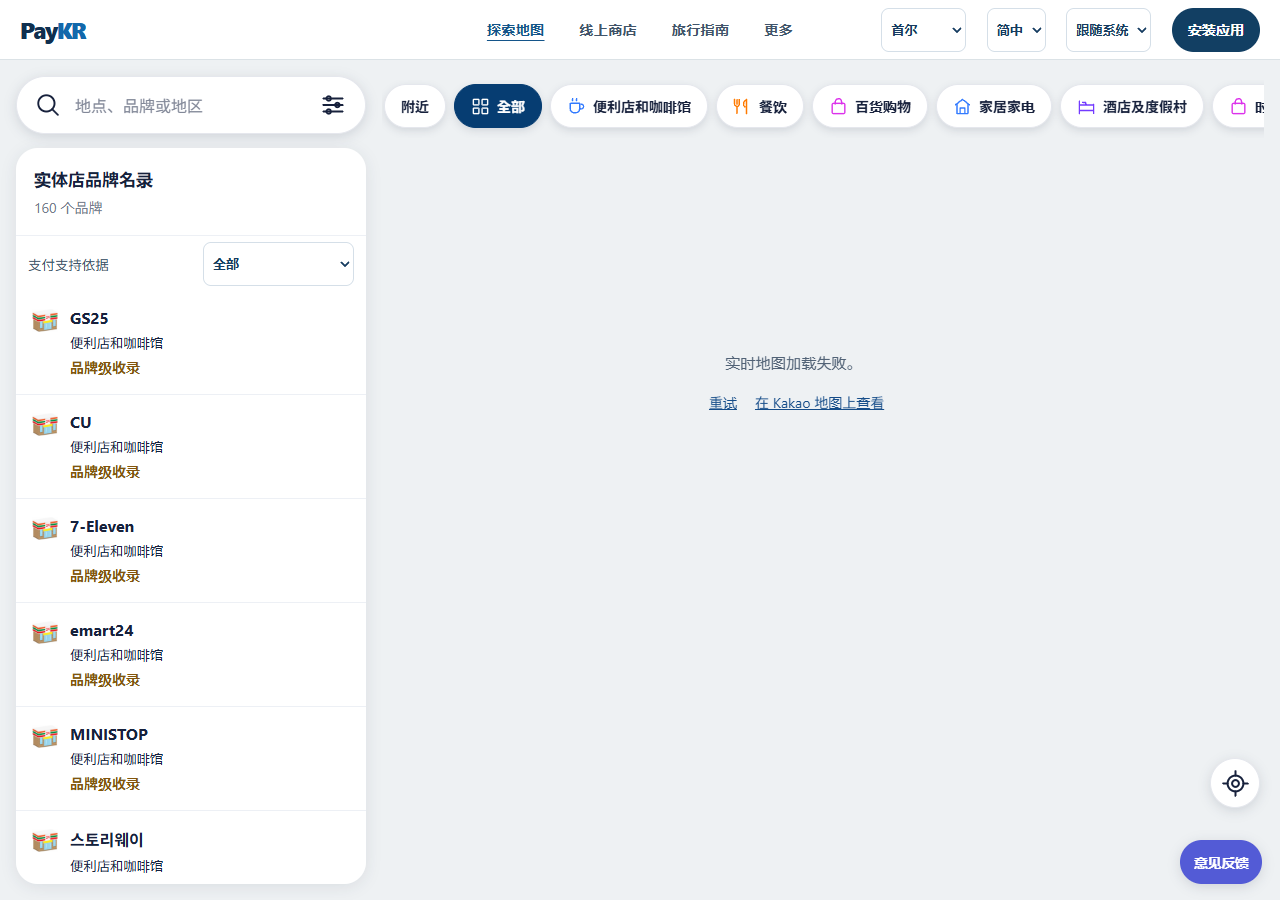 PayKR
探索地图
线上商店
旅行指南
更多
首尔
简中
跟随系统
安装应用
地点、品牌或地区
附近
全部
便利店和咖啡馆
餐饮
百货购物
家居家电
酒店及度假村
实体店品牌名录
160 个品牌
支付支持依据
全部
GS25
便利店和咖啡馆
品牌级收录
CU
便利店和咖啡馆
品牌级收录
7-Eleven
便利店和咖啡馆
品牌级收录
emart24
便利店和咖啡馆
品牌级收录
MINISTOP
便利店和咖啡馆
品牌级收录
스토리웨이
便利店和咖啡馆
实时地图加载失败。
重试
在 Kakao 地图上查看
意见反馈